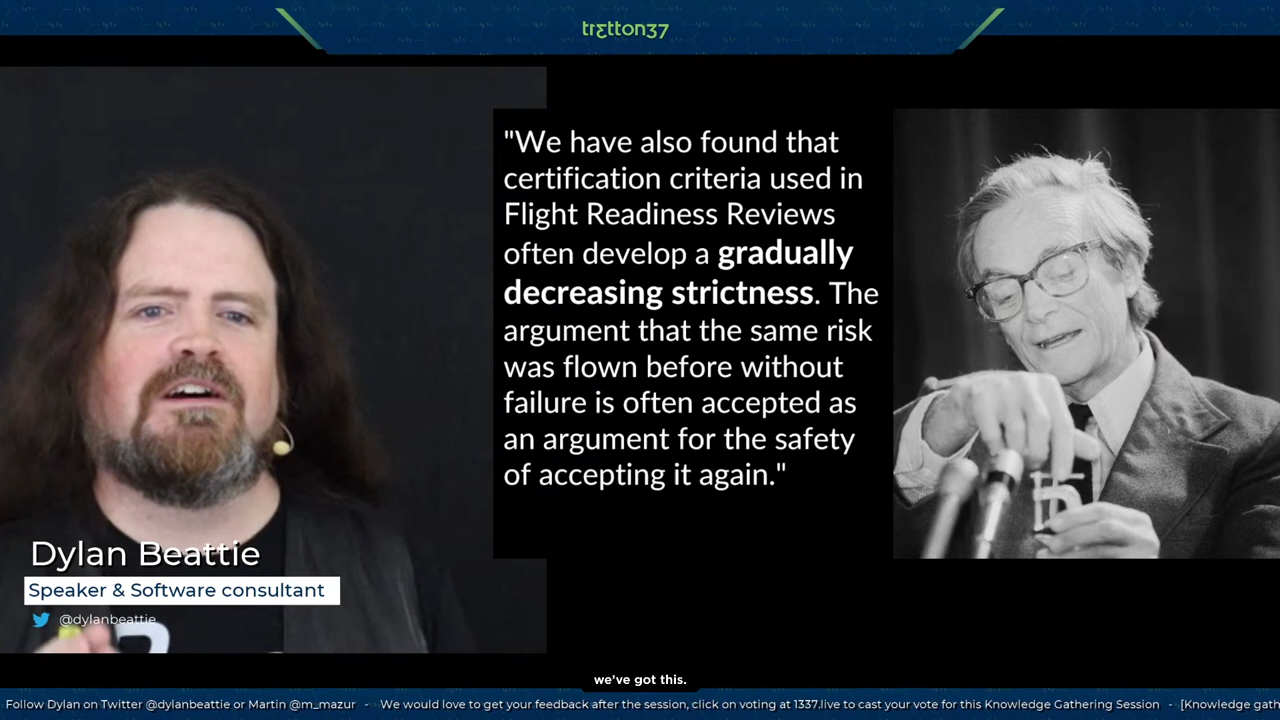 trɛtton37
"We have also found that
certification criteria used in
Flight Readiness Reviews
often develop a gradually
decreasing strictness. The
argument that the same risk
was flown before without
failure is often accepted as
an argument for the safety
of accepting it again."
Dylan Beattie
Speaker & Software consultant
@dylanbeattie
we've got this.
Follow Dylan on Twitter @dylanbeattie or Martin @m_mazur - We would love to get your feedback after the session, click on voting at 1337.live to cast your vote for this Knowledge Gathering Session - [Knowledge gath